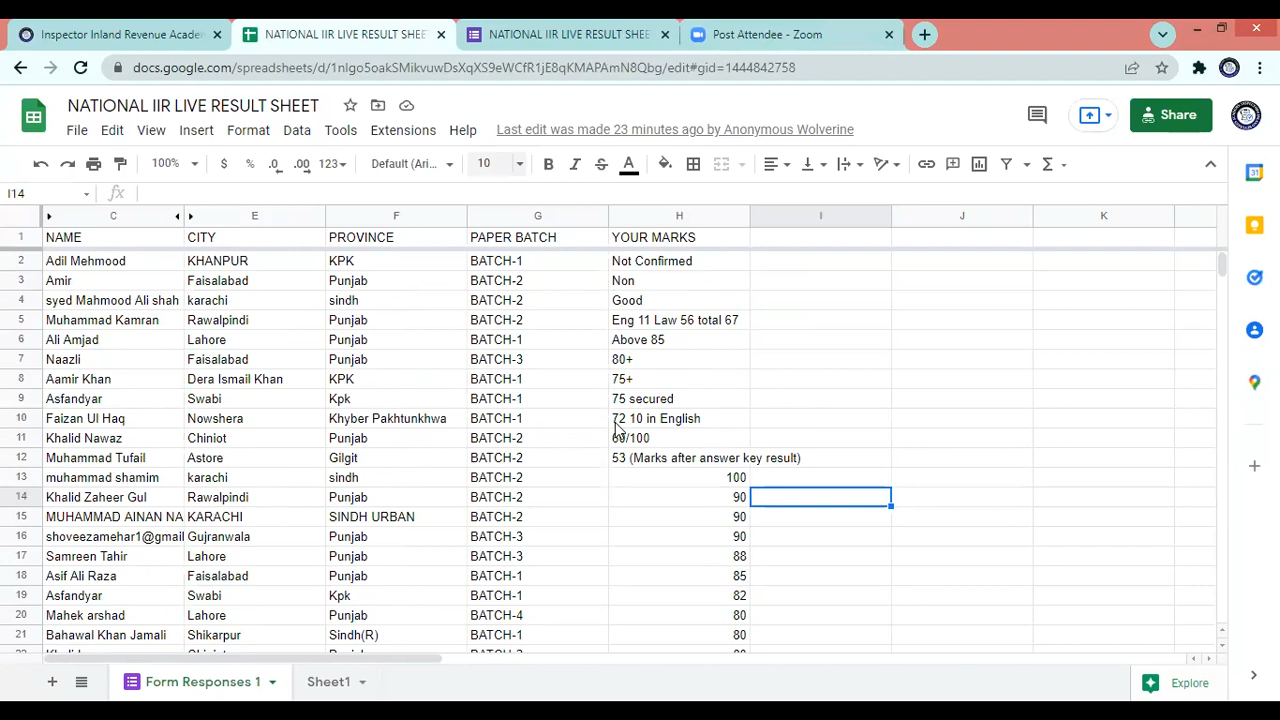 Inspector Inland Revenue Acade
NATIONAL IIR LIVE RESULT SHEET
NATIONAL IIR LIVE RESULT SHEE
Post Attendee - Zoom
docs.google.com/spreadsheets/d/1nIgo5oakSMikvuwDsXqXS9eWCfR1jE8qKMAPAmN8Qbg/edit#gid=1444842758
NATIONAL IIR LIVE RESULT SHEET
File Edit View Insert Format Data Tools Extensions Help Last edit was made 23 minutes ago by Anonymous Wolverine
Share
100% $ % .0 .00 123 Default (Ari... 10 B I S A
I14 fx
C E F G H I J K
1 NAME CITY PROVINCE PAPER BATCH YOUR MARKS
2 Adil Mehmood KHANPUR KPK BATCH-1 Not Confirmed
3 Amir Faisalabad Punjab BATCH-2 Non
4 syed Mahmood Ali shah karachi sindh BATCH-2 Good
5 Muhammad Kamran Rawalpindi Punjab BATCH-2 Eng 11 Law 56 total 67
6 Ali Amjad Lahore Punjab BATCH-1 Above 85
7 Naazli Faisalabad Punjab BATCH-3 80+
8 Aamir Khan Dera Ismail Khan KPK BATCH-1 75+
9 Asfandyar Swabi Kpk BATCH-1 75 secured
10 Faizan Ul Haq Nowshera Khyber Pakhtunkhwa BATCH-1 72 10 in English
11 Khalid Nawaz Chiniot Punjab BATCH-2
12 Muhammad Tufail Astore Gilgit BATCH-2 53 (Marks after answer key result)
13 muhammad shamim karachi sindh BATCH-2 100
14 Khalid Zaheer Gul Rawalpindi Punjab BATCH-2 90
15 MUHAMMAD AINAN NA KARACHI SINDH URBAN BATCH-2 90
16 shoveezamehar1@gmail Gujranwala Punjab BATCH-3 90
17 Samreen Tahir Lahore Punjab BATCH-3 88
18 Asif Ali Raza Faisalabad Punjab BATCH-1 85
19 Asfandyar Swabi Kpk BATCH-1 82
20 Mahek arshad Lahore Punjab BATCH-4 80
21 Bahawal Khan Jamali Shikarpur Sindh(R) BATCH-1 80
Form Responses 1 Sheet1 Explore